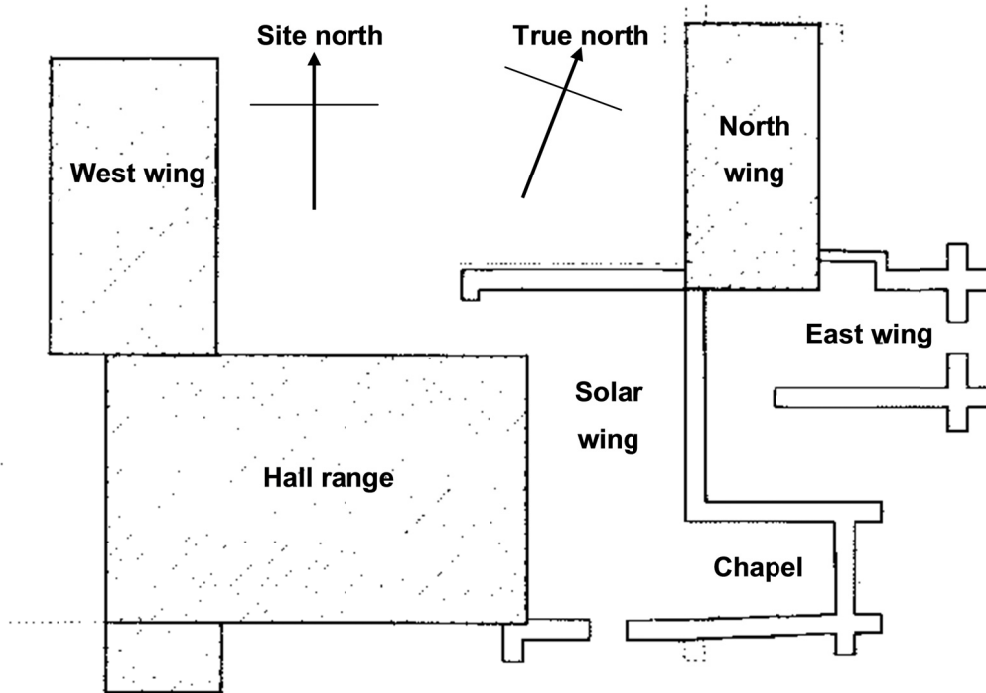 Site north
True north
North
wing
West wing
East wing
Solar
wing
Hall range
Chapel